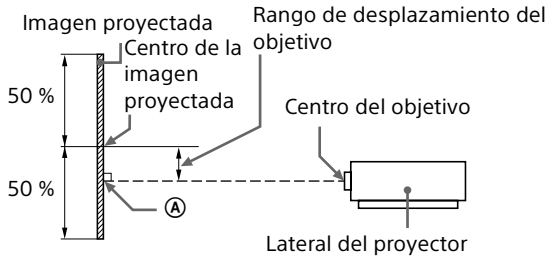 Imagen proyectada
Centro de la
imagen
proyectada
Rango de desplazamiento del
objetivo
50 %
Centro del objetivo
50 %
Ⓐ
Lateral del proyector